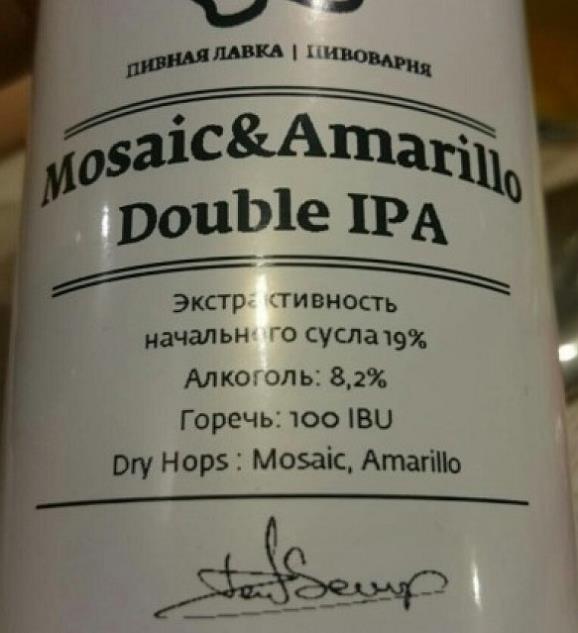 ПИВНАЯ ЛАВКА | ПИВОВАРНЯ
Mosaic&Amarillo
Double IPA
Экстрактивность
начального сусла 19%
Алкоголь: 8,2%
Горечь: 100 IBU
Dry Hops : Mosaic, Amarillo